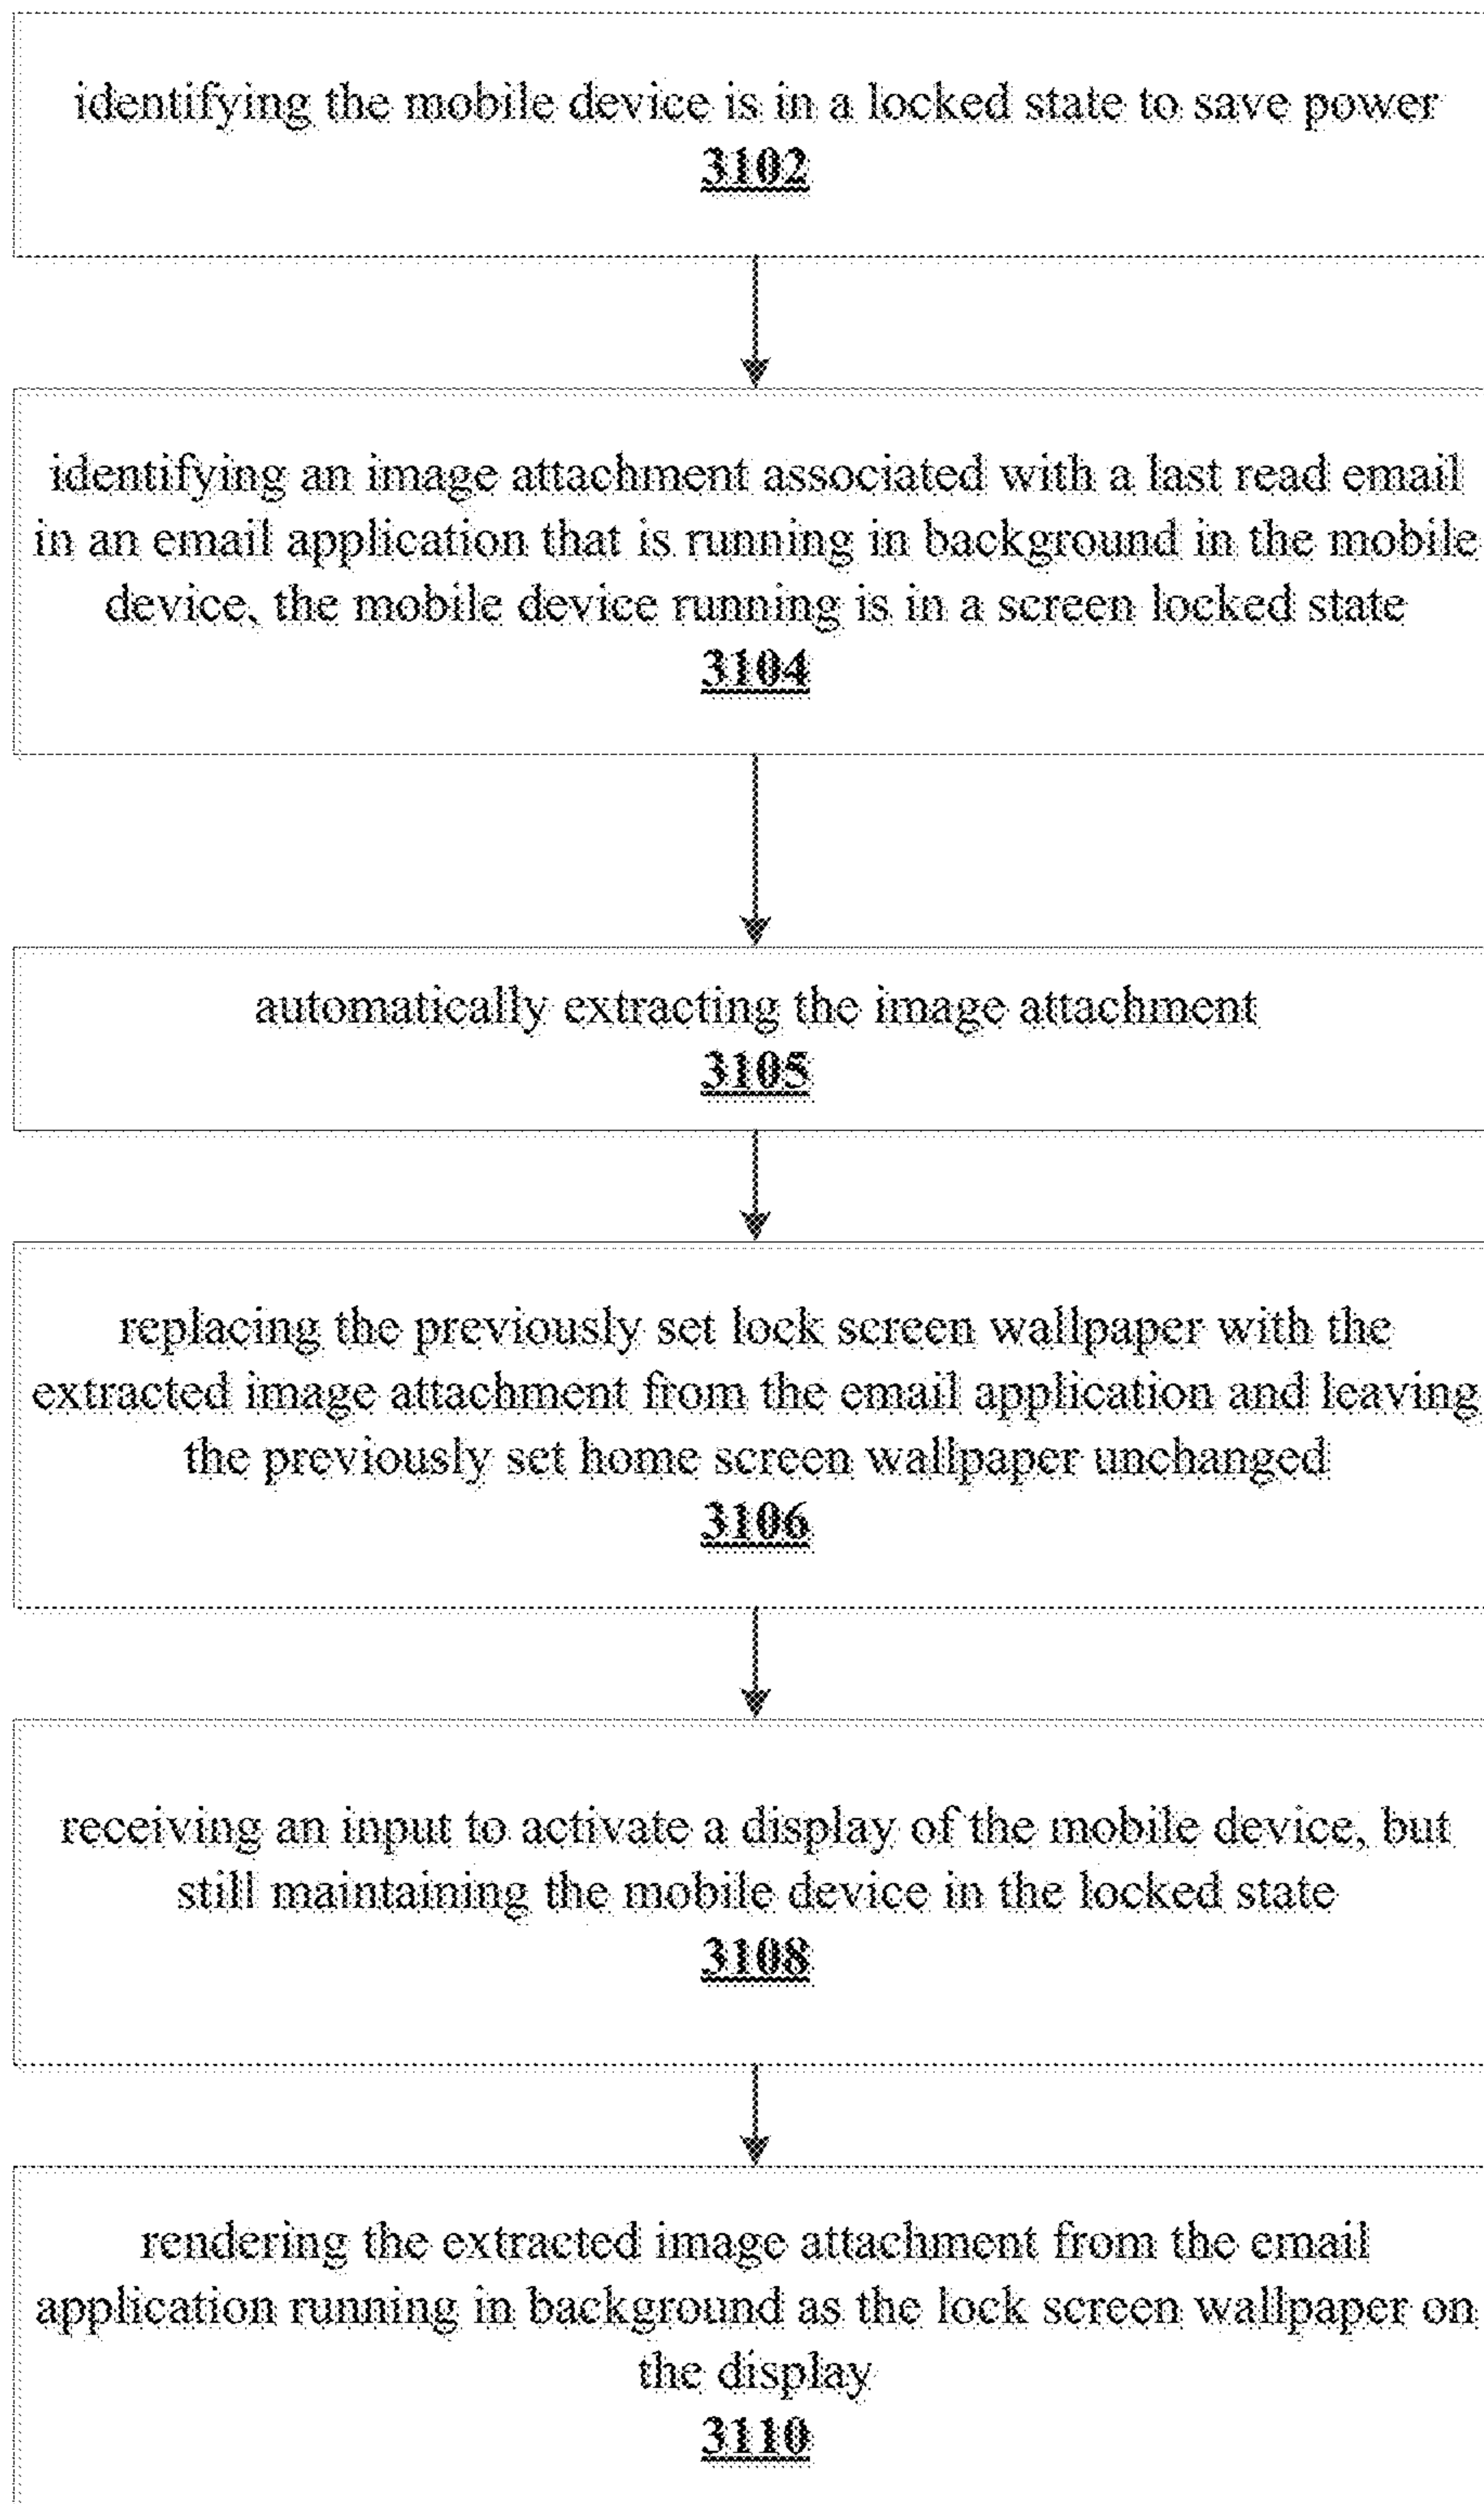 identifying the mobile device is in a locked state to save power
3102
identifying an image attachment associated with a last read email
in an email application that is running in background in the mobile
device, the mobile device running is in a screen locked state
3104
automatically extracting the image attachment
3105
replacing the previously set lock screen wallpaper with the
extracted image attachment from the email application and leaving
the previously set home screen wallpaper unchanged
3106
receiving an input to activate a display of the mobile device, but
still maintaining the mobile device in the locked state
3108
rendering the extracted image attachment from the email
application running in background as the lock screen wallpaper on
the display
3110